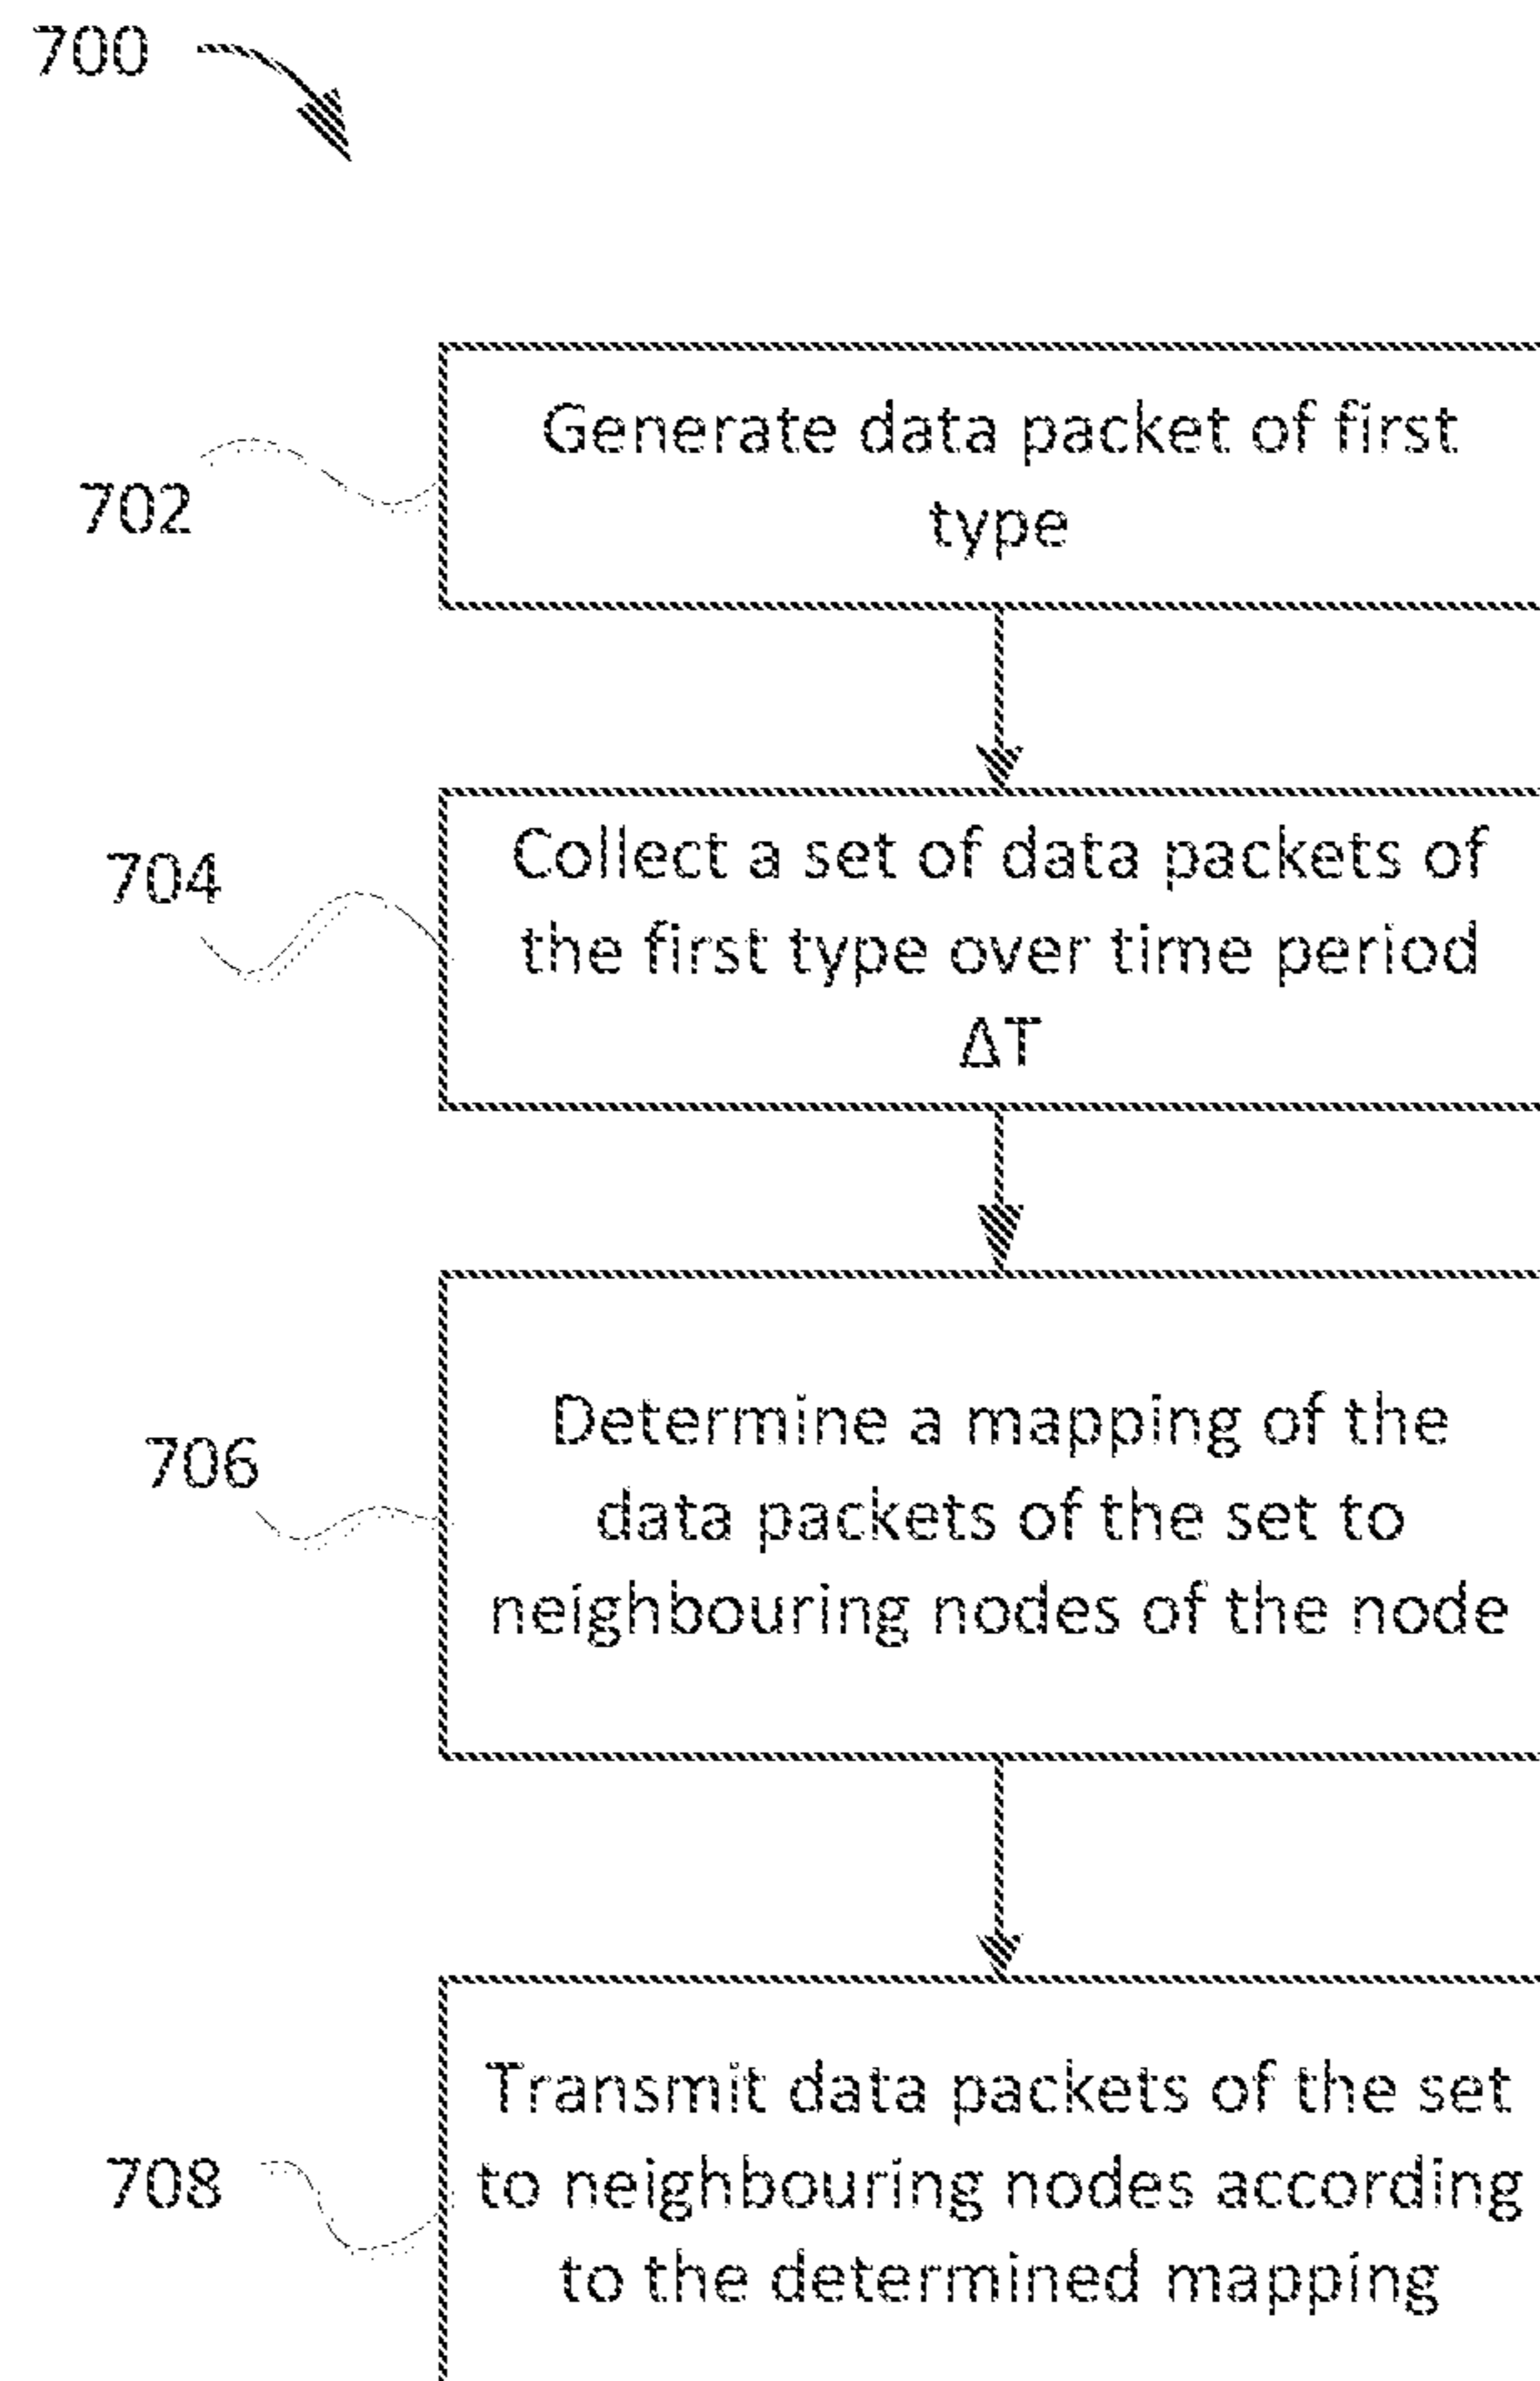 700
702
Generate data packet of first
type
704
Collect a set of data packets of
the first type over time period
ΔT
706
Determine a mapping of the
data packets of the set to
neighbouring nodes of the node
708
Transmit data packets of the set
to neighbouring nodes according
to the determined mapping